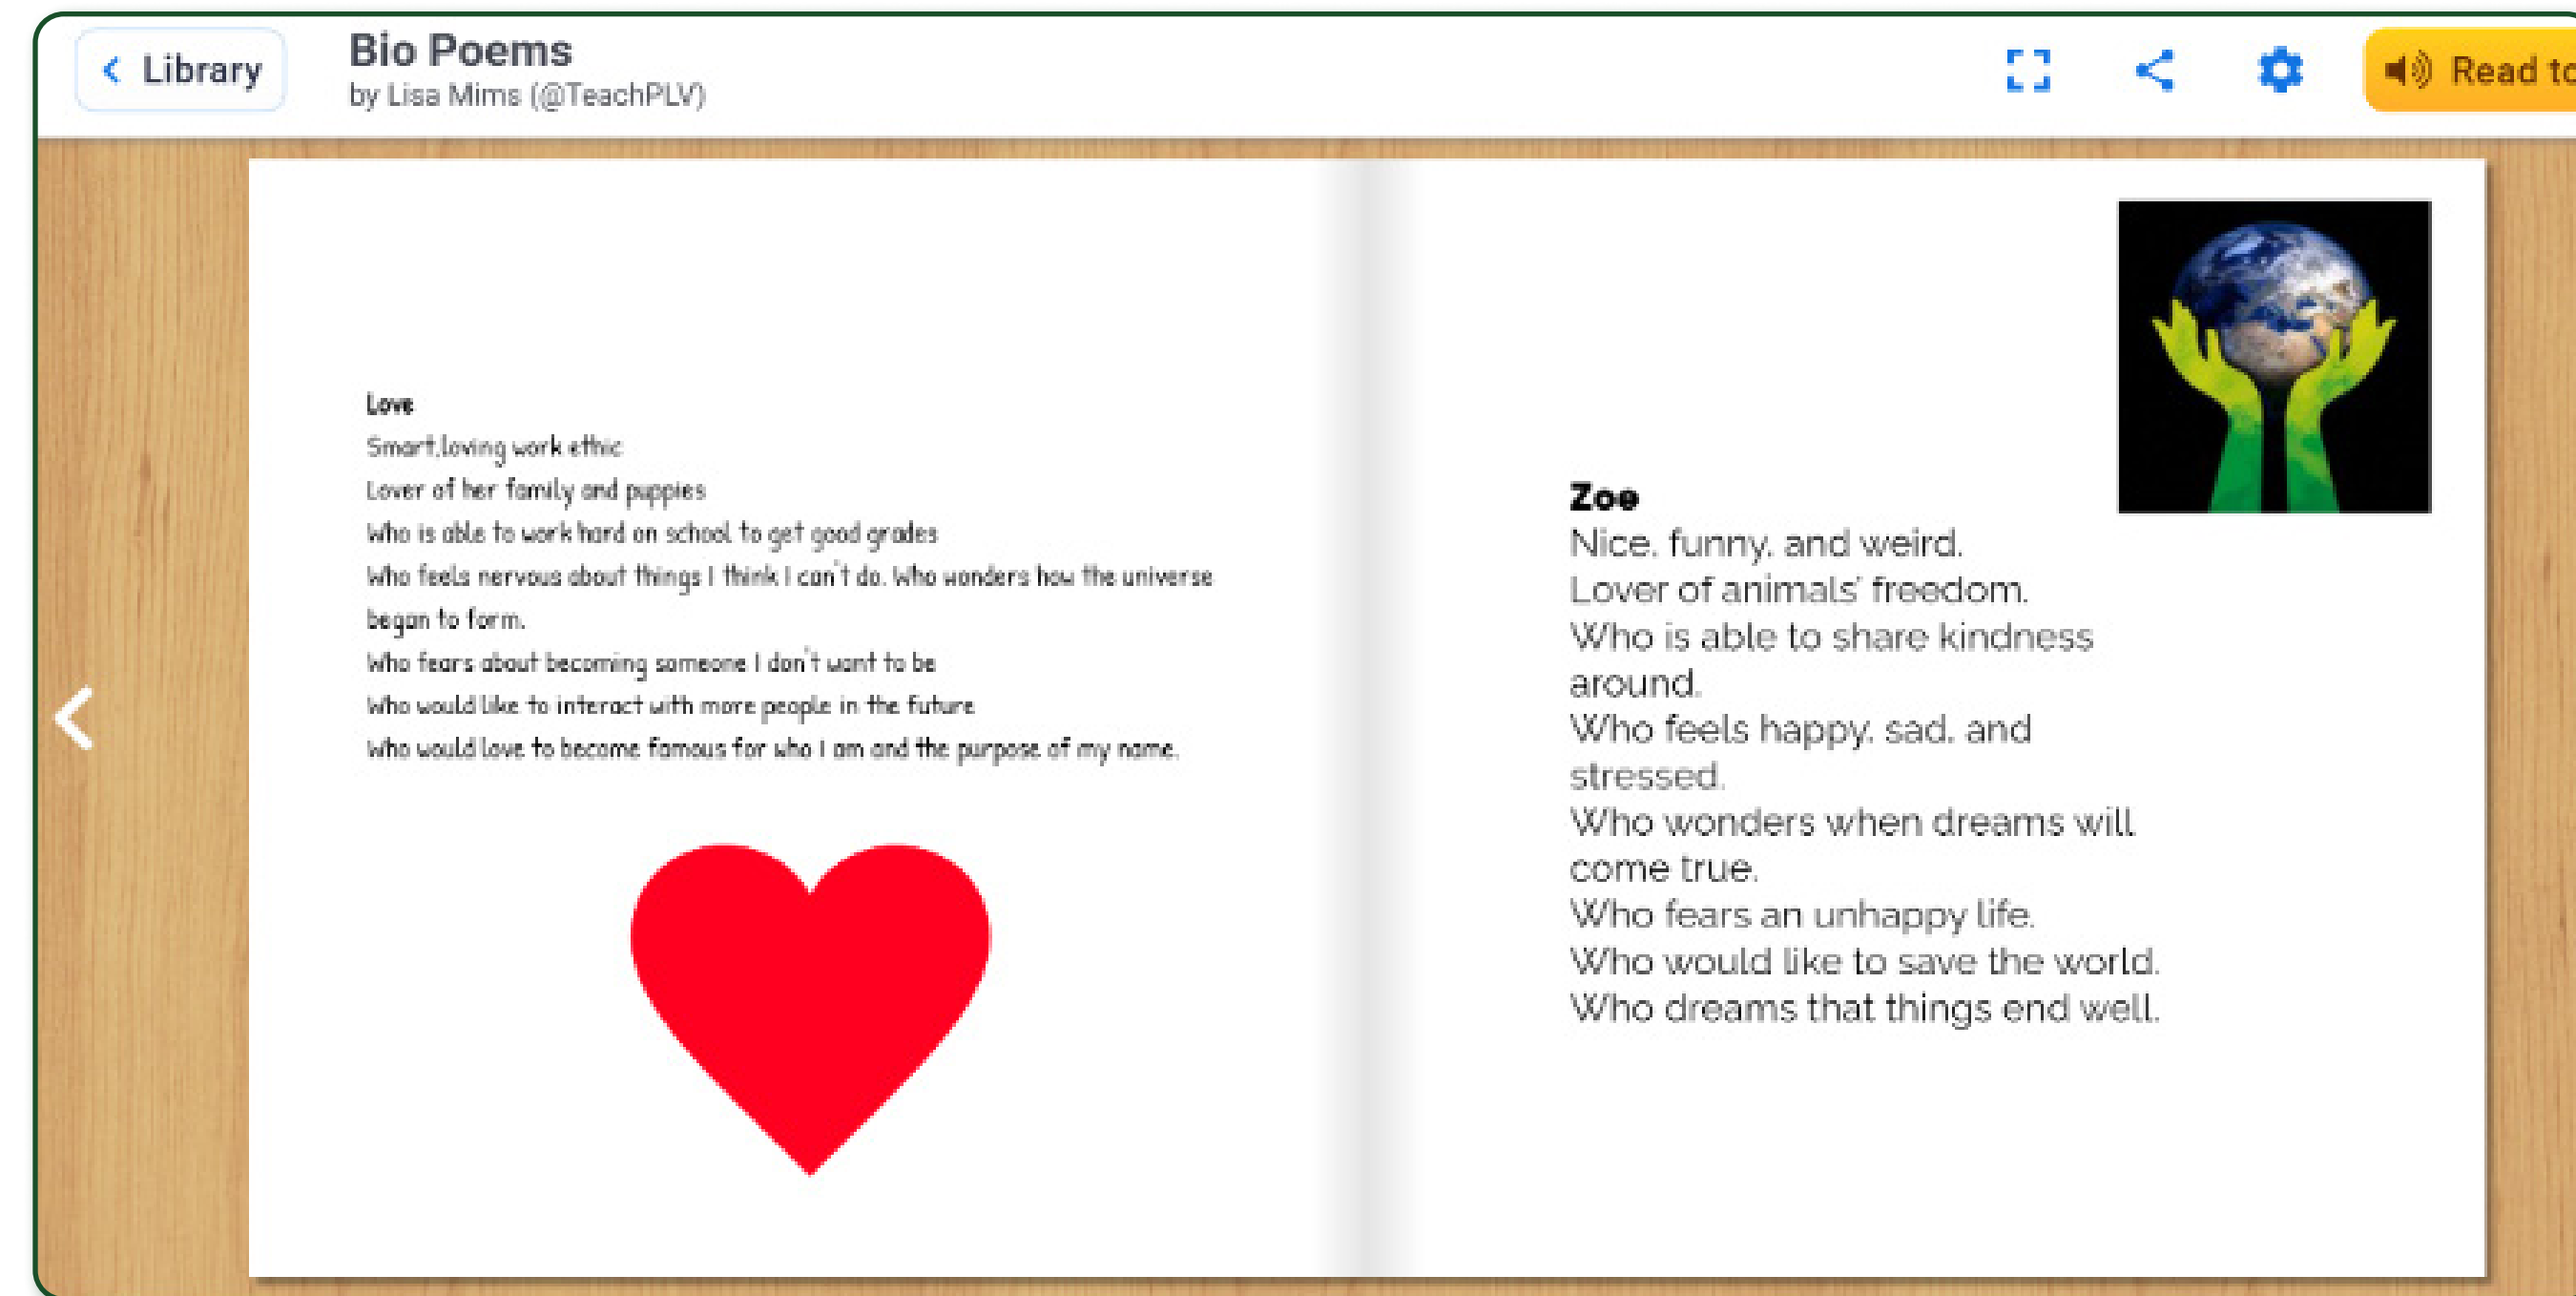 Library
Bio Poems
by Lisa Mims (@TeachPLV)
Read to
Love
Smart,loving work ethic
Lover of her family and puppies
Who is able to work hard on school to get good grades
Who feels nervous about things I think I can't do. Who wonders how the universe
began to form.
Who fears about becoming someone I don't want to be
Who would like to interact with more people in the future
Who would love to become famous for who I am and the purpose of my name.
Zoe
Nice, funny, and weird.
Lover of animals' freedom.
Who is able to share kindness
around.
Who feels happy, sad, and
stressed.
Who wonders when dreams will
come true.
Who fears an unhappy life.
Who would like to save the world.
Who dreams that things end well.